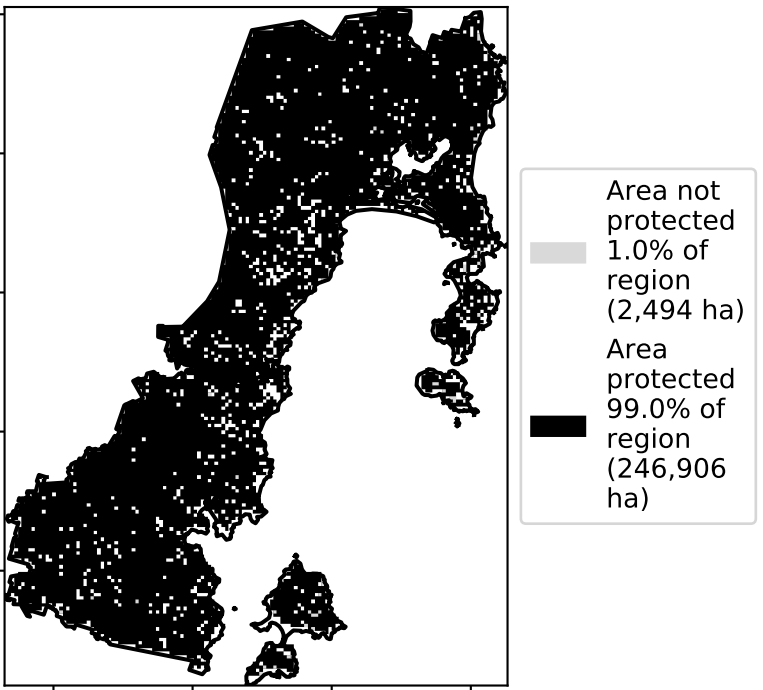 Area not
protected
1.0% of
region
(2,494 ha)
Area
protected
99.0% of
region
(246,906
ha)